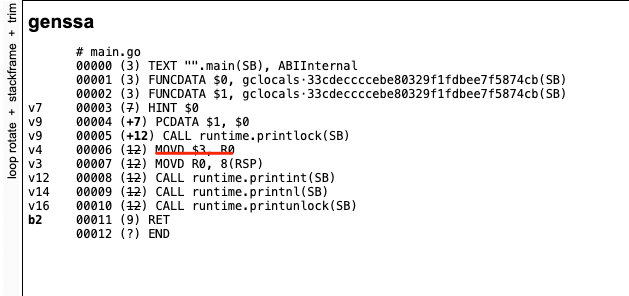 loop rotate + stackframe + trim
genssa
# main.go
00000 (3) TEXT "".main(SB), ABIInternal
00001 (3) FUNCDATA $0, gclocals·33cdeccccebe80329f1fdbee7f5874cb(SB)
00002 (3) FUNCDATA $1, gclocals·33cdeccccebe80329f1fdbee7f5874cb(SB)
v7 00003 (7) HINT $0
v9 00004 (+7) PCDATA $1, $0
v9 00005 (+12) CALL runtime.printlock(SB)
v4 00006 (12) MOVD $3, R0
v3 00007 (12) MOVD R0, 8(RSP)
v12 00008 (12) CALL runtime.printint(SB)
v14 00009 (12) CALL runtime.printnl(SB)
v16 00010 (12) CALL runtime.printunlock(SB)
b2 00011 (9) RET
00012 (?) END